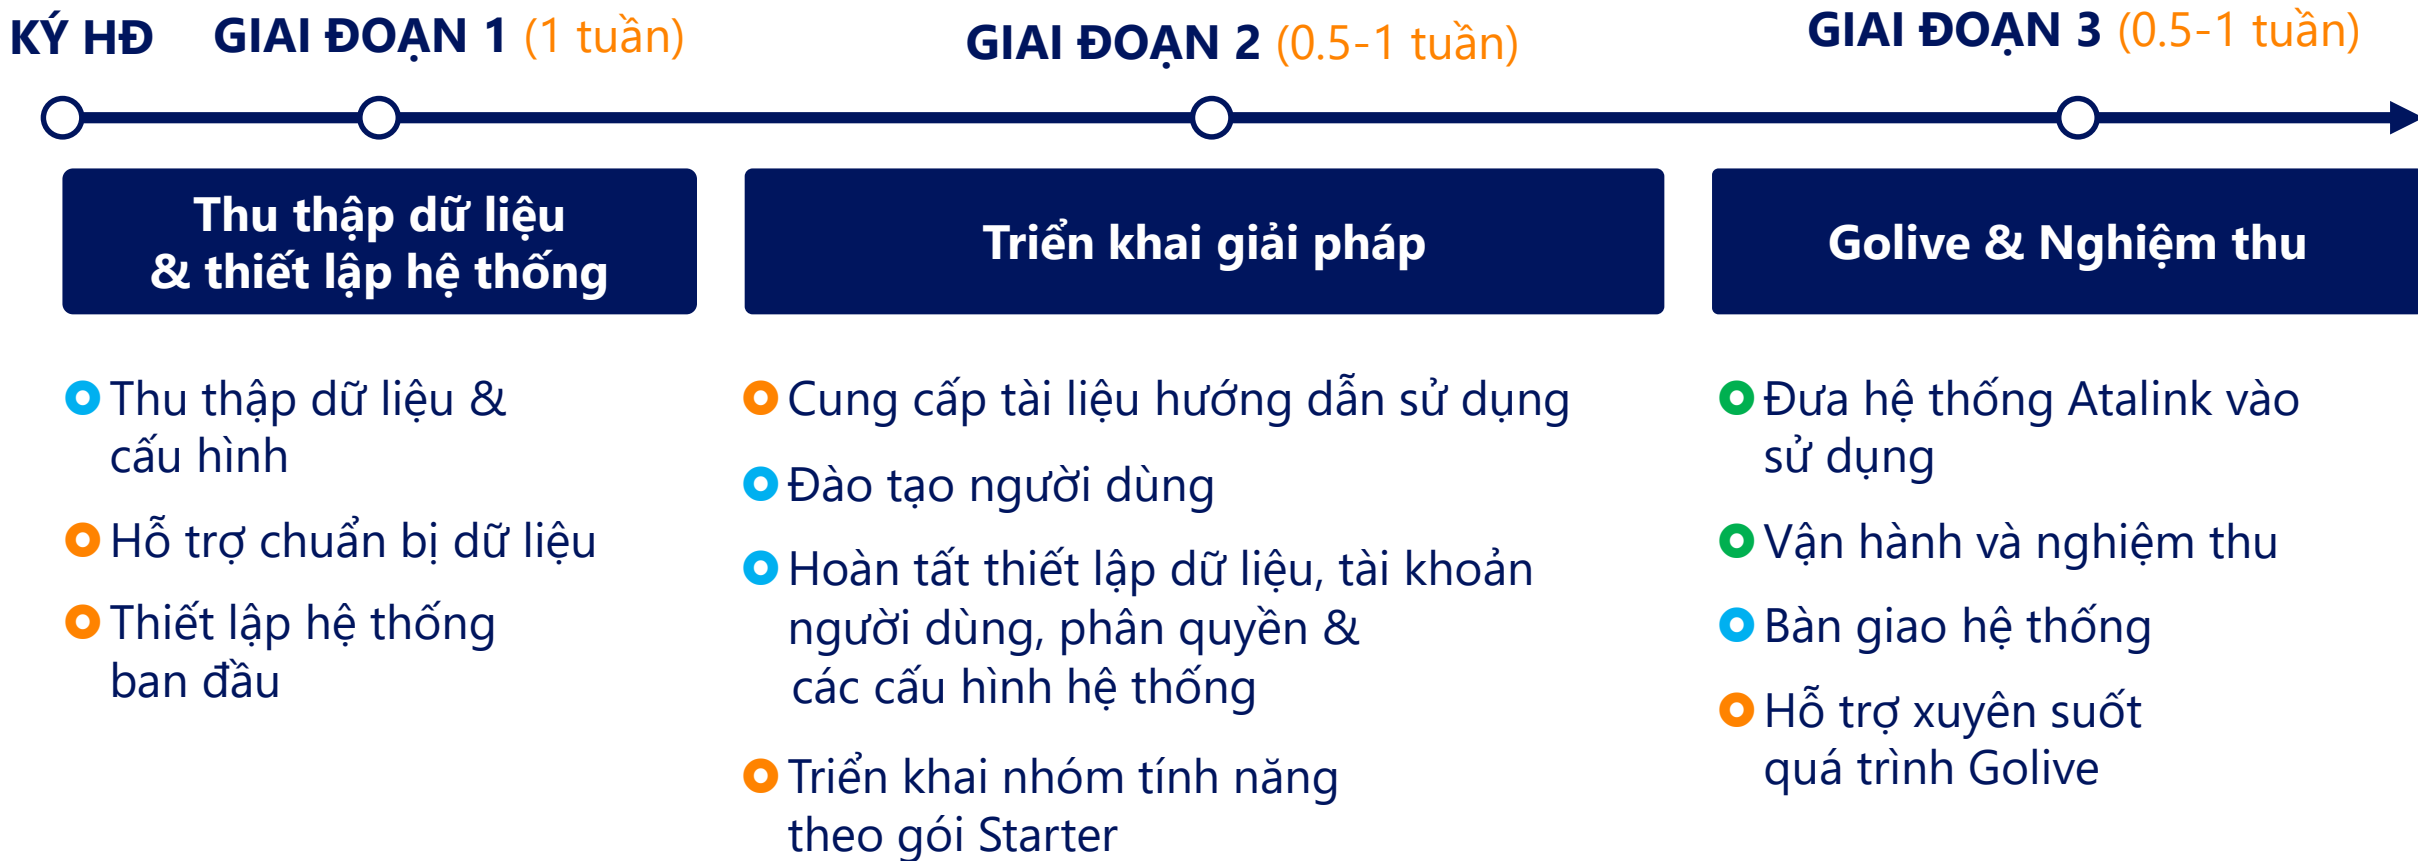 KÝ HĐ
GIAI ĐOẠN 1 (1 tuần)
GIAI ĐOẠN 2 (0.5-1 tuần)
GIAI ĐOẠN 3 (0.5-1 tuần)
Thu thập dữ liệu
& thiết lập hệ thống
Thu thập dữ liệu &
cấu hình
Hỗ trợ chuẩn bị dữ liệu
Thiết lập hệ thống
ban đầu
Triển khai giải pháp
Cung cấp tài liệu hướng dẫn sử dụng
Đào tạo người dùng
Hoàn tất thiết lập dữ liệu, tài khoản
người dùng, phân quyền &
các cấu hình hệ thống
Triển khai nhóm tính năng
theo gói Starter
Golive & Nghiệm thu
Đưa hệ thống Atalink vào
sử dụng
Vận hành và nghiệm thu
Bàn giao hệ thống
Hỗ trợ xuyên suốt
quá trình Golive